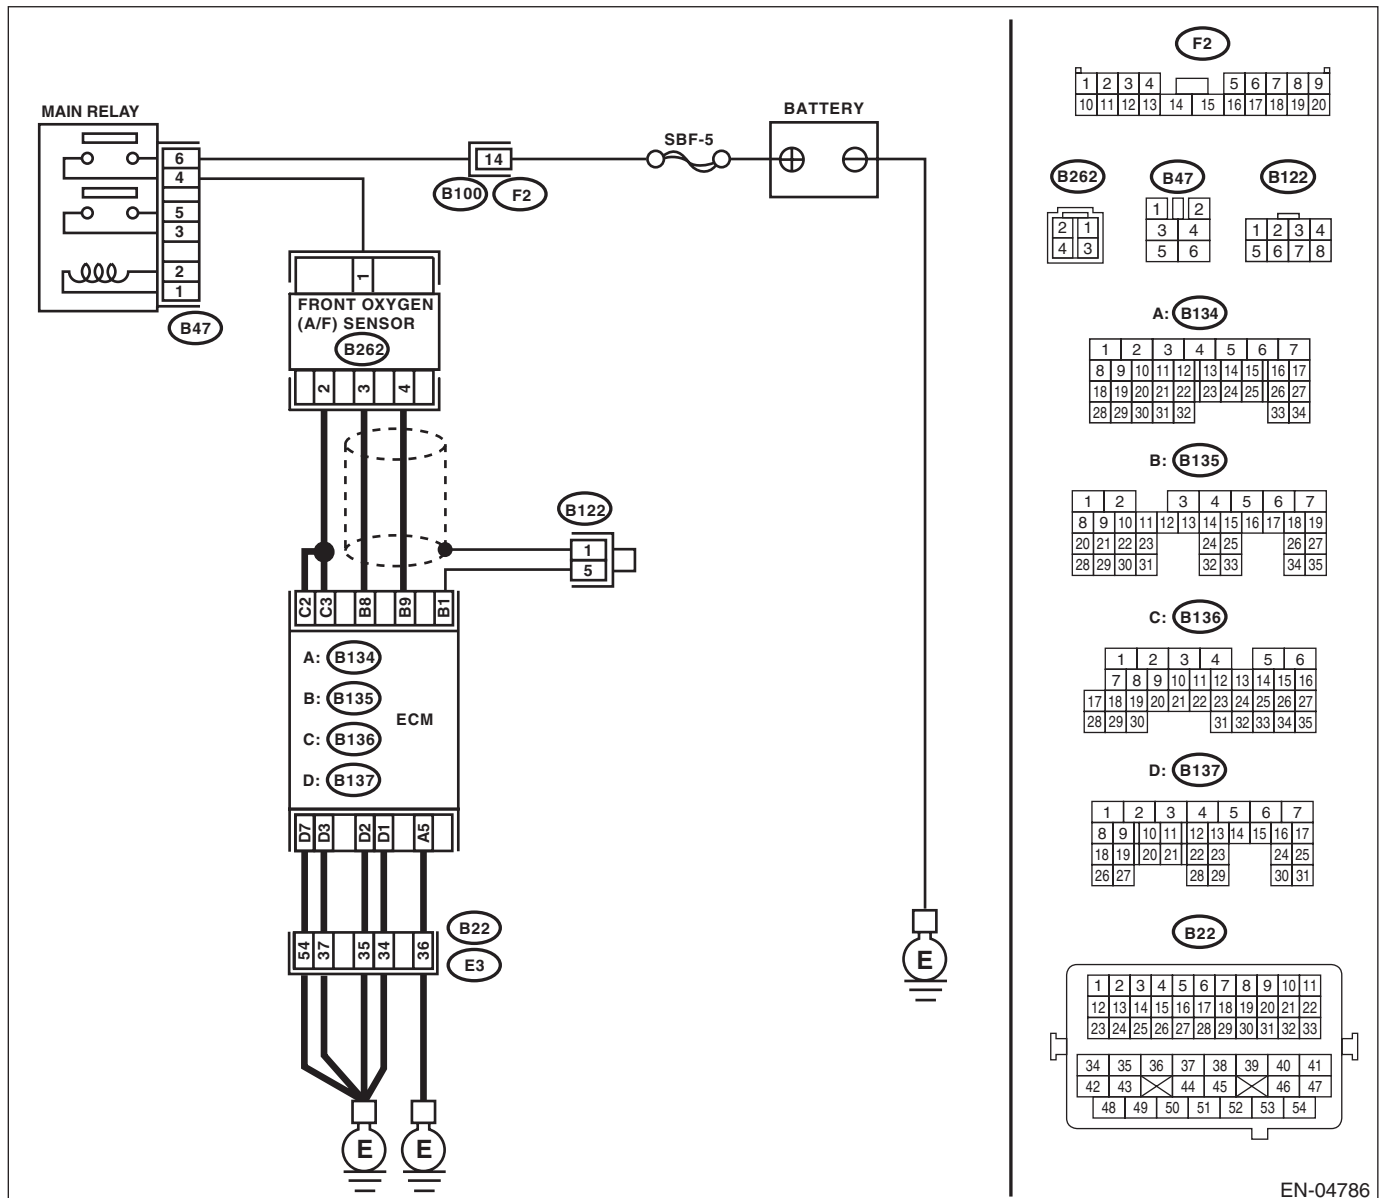 MAIN RELAY
6
4
5
3
2
1
B47
14
B100 F2
SBF-5
BATTERY
1
FRONT OXYGEN
(A/F) SENSOR
B262
2 3 4
B122
1
5
C2 C3 B8 B9 B1
A: B134
B: B135
ECM
C: B136
D: B137
D7 D3 D2 D1 A5
B22
54 37 35 34 36
E3
E
E E
F2
1 2 3 4 5 6 7 8 9
10 11 12 13 14 15 16 17 18 19 20
B262
2 1
4 3
B47
1 2
3 4
5 6
B122
1 2 3 4
5 6 7 8
A: B134
1 2 3 4 5 6 7
8 9 10 11 12 13 14 15 16 17
18 19 20 21 22 23 24 25 26 27
28 29 30 31 32 33 34
B: B135
1 2 3 4 5 6 7
8 9 10 11 12 13 14 15 16 17 18 19
20 21 22 23 24 25 26 27
28 29 30 31 32 33 34 35
C: B136
1 2 3 4 5 6
7 8 9 10 11 12 13 14 15 16
17 18 19 20 21 22 23 24 25 26 27
28 29 30 31 32 33 34 35
D: B137
1 2 3 4 5 6 7
8 9 10 11 12 13 14 15 16 17
18 19 20 21 22 23 24 25
26 27 28 29 30 31
B22
1 2 3 4 5 6 7 8 9 10 11
12 13 14 15 16 17 18 19 20 21 22
23 24 25 26 27 28 29 30 31 32 33
34 35 36 37 38 39 40 41
42 43 44 45 46 47
48 49 50 51 52 53 54
EN-04786